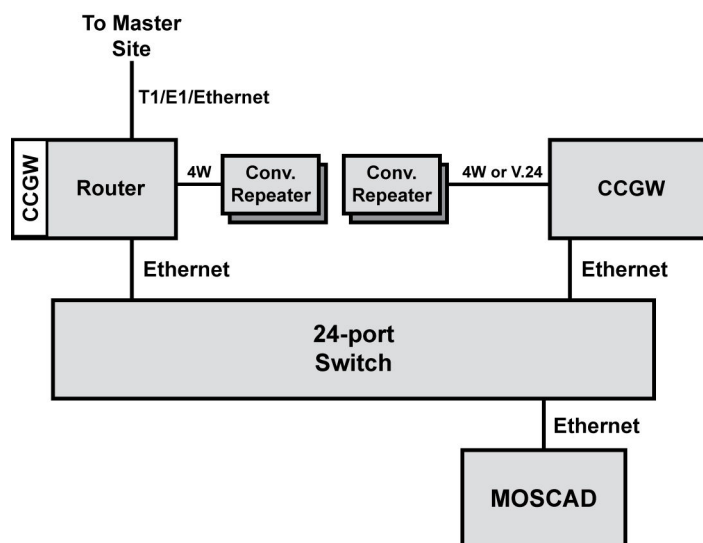 To Master
Site
T1/E1/Ethernet
CCGW
Router
4W
Conv.
Repeater
Conv.
Repeater
4W or V.24
CCGW
Ethernet
Ethernet
24-port
Switch
Ethernet
MOSCAD